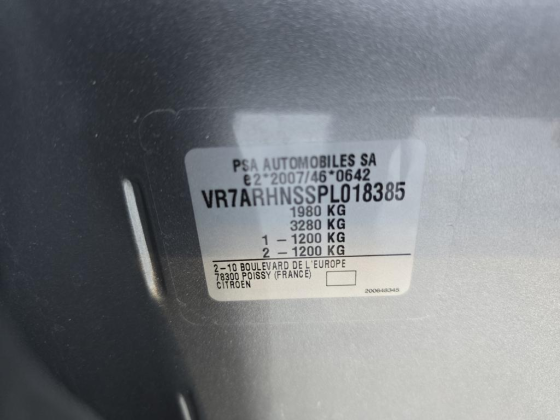 PSA AUTOMOBILES SA
e2*2007/46*0642
VR7ARHNSSPL018385
1980 KG
3280 KG
1 - 1200 KG
2 - 1200 KG
2-10 BOULEVARD DE L'EUROPE
78300 POISSY (FRANCE)
CITROEN
200648345